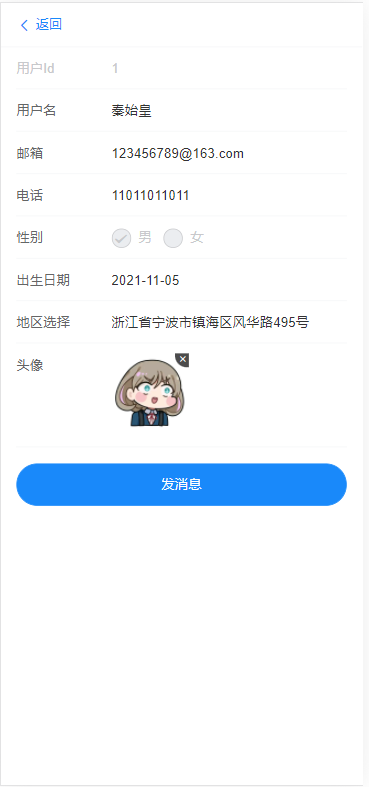 返回
用户Id 1
用户名 秦始皇
邮箱 123456789@163.com
电话 11011011011
性别 男 女
出生日期 2021-11-05
地区选择 浙江省宁波市镇海区风华路495号
头像
发消息